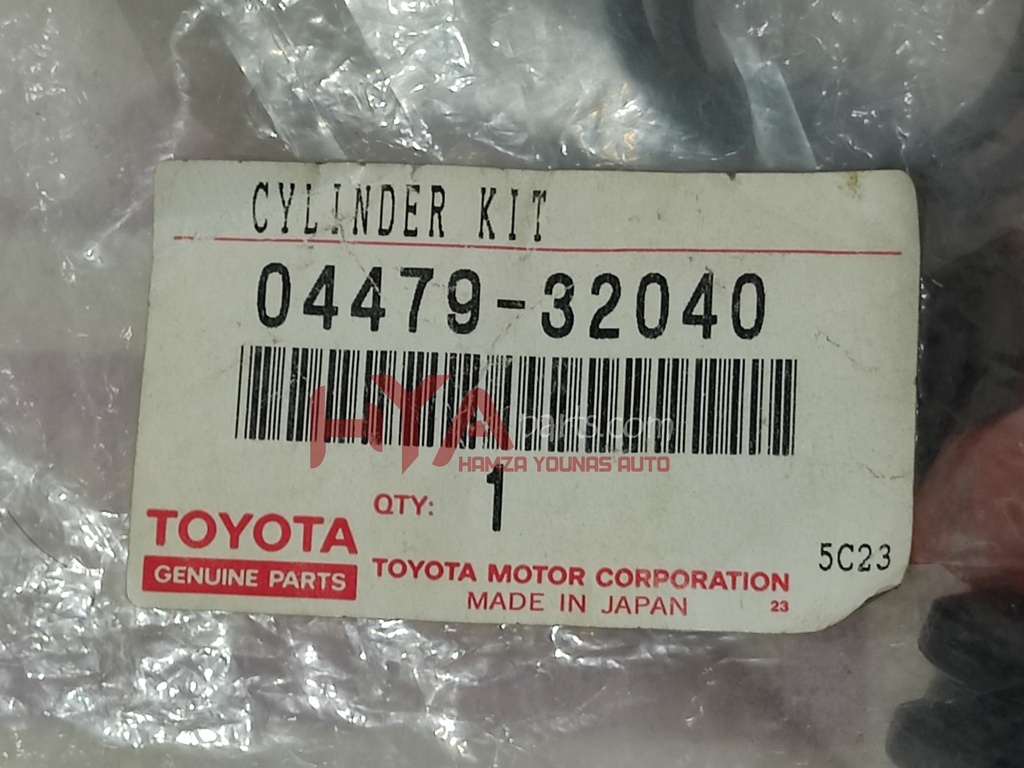 CYLINDER KIT
04479-32040
HYA parts.com
HAMZA YOUNAS AUTO
QTY: 1
TOYOTA
GENUINE PARTS
TOYOTA MOTOR CORPORATION
MADE IN JAPAN
23
5C23